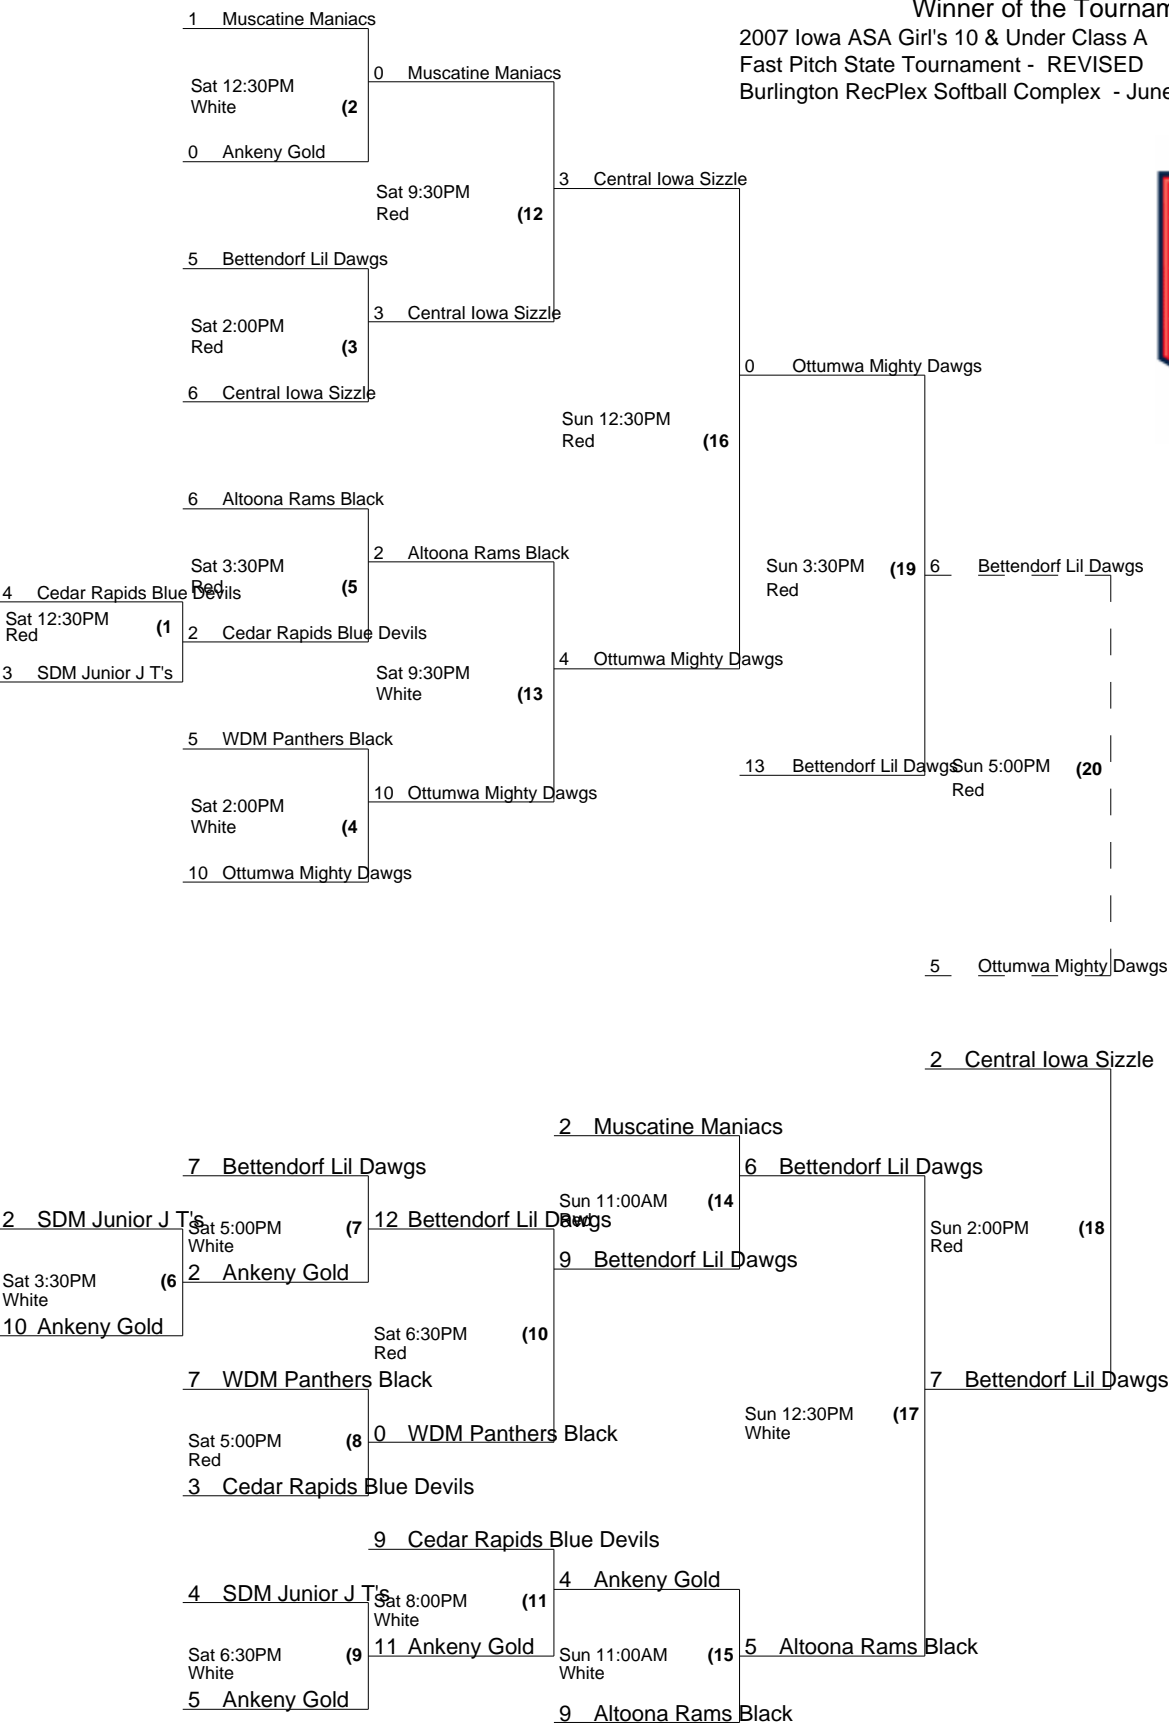 Winner of the Tournam
2007 Iowa ASA Girl's 10 & Under Class A
Fast Pitch State Tournament - REVISED
Burlington RecPlex Softball Complex - June
1 Muscatine Maniacs
Sat 12:30PM
White (2
0 Ankeny Gold
0 Muscatine Maniacs
Sat 9:30PM
Red (12
5 Bettendorf Lil Dawgs
Sat 2:00PM
Red (3
6 Central Iowa Sizzle
3 Central Iowa Sizzle
3 Central Iowa Sizzle
Sun 12:30PM
Red (16
6 Altoona Rams Black
Sat 3:30PM
Red (5
4 Cedar Rapids Blue Devils
Sat 12:30PM
Red (1
3 SDM Junior J T's
2 Cedar Rapids Blue Devils
2 Altoona Rams Black
Sat 9:30PM
White (13
5 WDM Panthers Black
Sat 2:00PM
White (4
10 Ottumwa Mighty Dawgs
10 Ottumwa Mighty Dawgs
4 Ottumwa Mighty Dawgs
0 Ottumwa Mighty Dawgs
Sun 3:30PM (19
Red
13 Bettendorf Lil Dawgs
6 Bettendorf Lil Dawgs
Sun 5:00PM (20
Red
5 Ottumwa Mighty Dawgs
2 Central Iowa Sizzle
Sun 2:00PM (18
Red
7 Bettendorf Lil Dawgs
2 Muscatine Maniacs
Sun 11:00AM (14
Red
9 Bettendorf Lil Dawgs
6 Bettendorf Lil Dawgs
7 Bettendorf Lil Dawgs
Sat 5:00PM (7
White
2 Ankeny Gold
2 SDM Junior J T's
Sat 3:30PM (6
White
10 Ankeny Gold
12 Bettendorf Lil Dawgs
Sat 6:30PM (10
Red
7 WDM Panthers Black
Sat 5:00PM (8
Red
3 Cedar Rapids Blue Devils
0 WDM Panthers Black
Sun 12:30PM (17
White
9 Cedar Rapids Blue Devils
Sat 8:00PM (11
White
11 Ankeny Gold
4 SDM Junior J T's
Sat 6:30PM (9
White
5 Ankeny Gold
4 Ankeny Gold
Sun 11:00AM (15
White
9 Altoona Rams Black
5 Altoona Rams Black